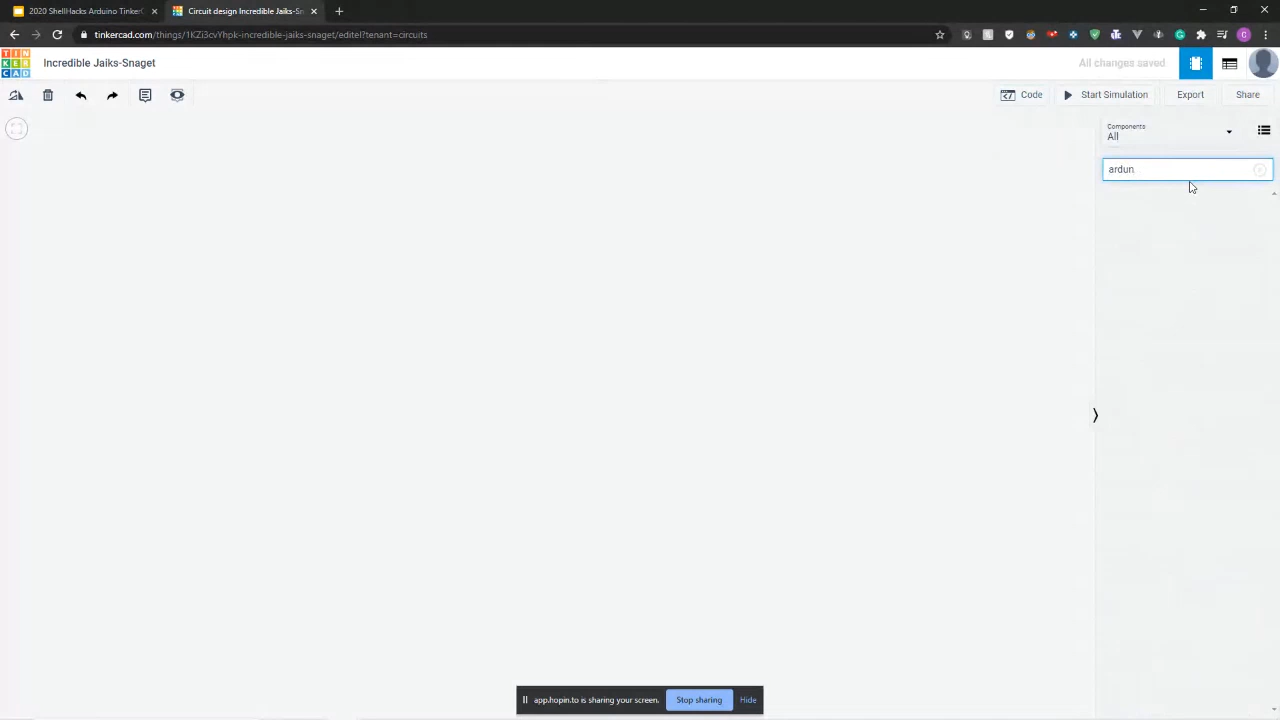 2020 ShellHacks Arduino TinkerC
Circuit design Incredible Jaiks-Sn
tinkercad.com/things/1KZi3cvYhpk-incredible-jaiks-snaget/editel?tenant=circuits
TIN
KER
CAD
Incredible Jaiks-Snaget
All changes saved
Code
Start Simulation
Export
Share
Components
All
ardun
app.hopin.to is sharing your screen.
Stop sharing
Hide